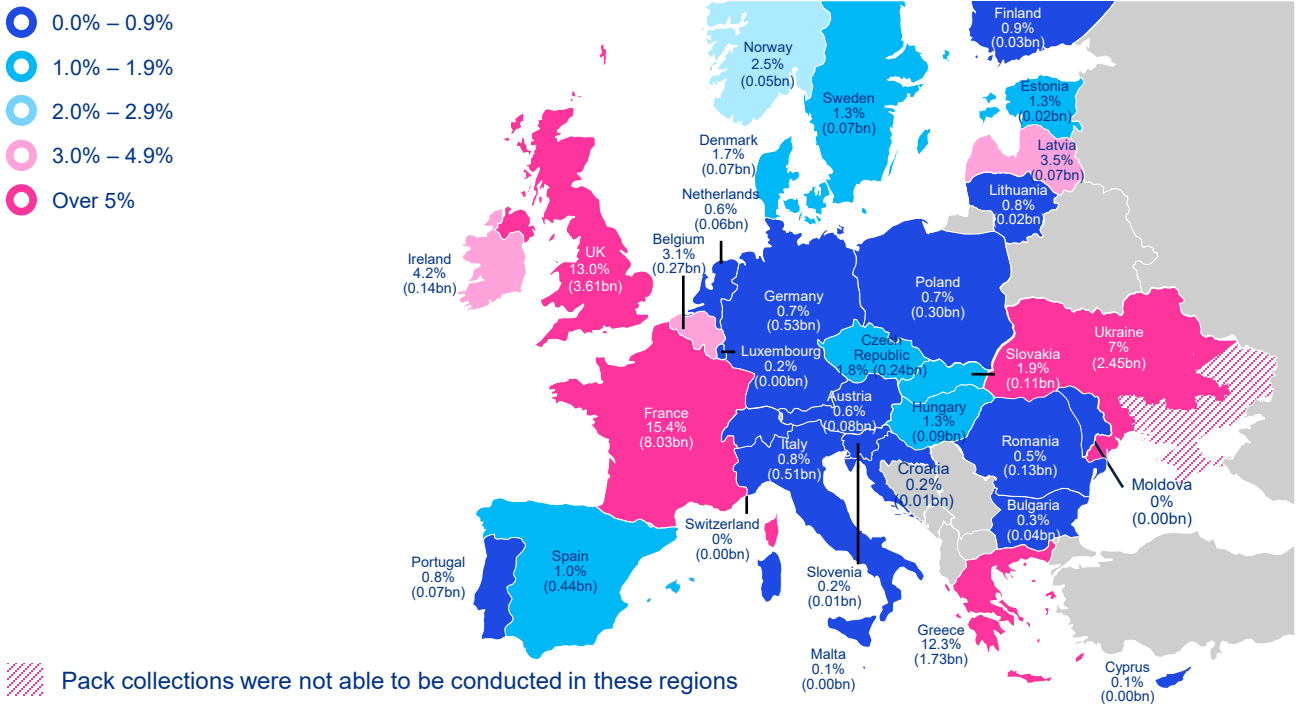 0.0% – 0.9%
1.0% – 1.9%
2.0% – 2.9%
3.0% – 4.9%
Over 5%
Finland
0.9%
(0.03bn)
Norway
2.5%
(0.05bn)
Sweden
1.3%
(0.07bn)
Estonia
1.3%
(0.02bn)
Latvia
3.5%
(0.07bn)
Lithuania
0.8%
(0.02bn)
Denmark
1.7%
(0.07bn)
Netherlands
0.6%
(0.06bn)
Belgium
3.1%
(0.27bn)
Ireland
4.2%
(0.14bn)
UK
13.0%
(3.61bn)
Germany
0.7%
(0.53bn)
Poland
0.7%
(0.30bn)
Luxembourg
0.2%
(0.00bn)
Czech
Republic
1.8% (0.24bn)
Slovakia
1.9%
(0.11bn)
Ukraine
7%
(2.45bn)
France
15.4%
(8.03bn)
Austria
0.6%
(0.08bn)
Hungary
1.3%
(0.09bn)
Italy
0.8%
(0.51bn)
Croatia
0.2%
(0.01bn)
Romania
0.5%
(0.13bn)
Moldova
0%
(0.00bn)
Bulgaria
0.3%
(0.04bn)
Switzerland
0%
(0.00bn)
Portugal
0.8%
(0.07bn)
Spain
1.0%
(0.44bn)
Slovenia
0.2%
(0.01bn)
Greece
12.3%
(1.73bn)
Malta
0.1%
(0.00bn)
Cyprus
0.1%
(0.00bn)
Pack collections were not able to be conducted in these regions